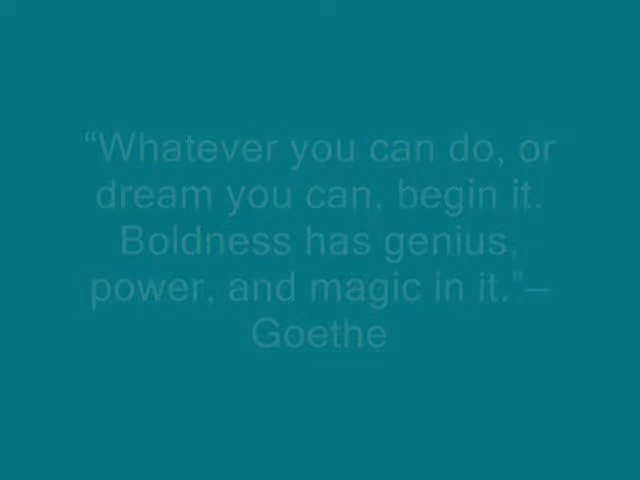 “Whatever you can do, or
dream you can, begin it.
Boldness has genius,
power, and magic in it.”–
Goethe